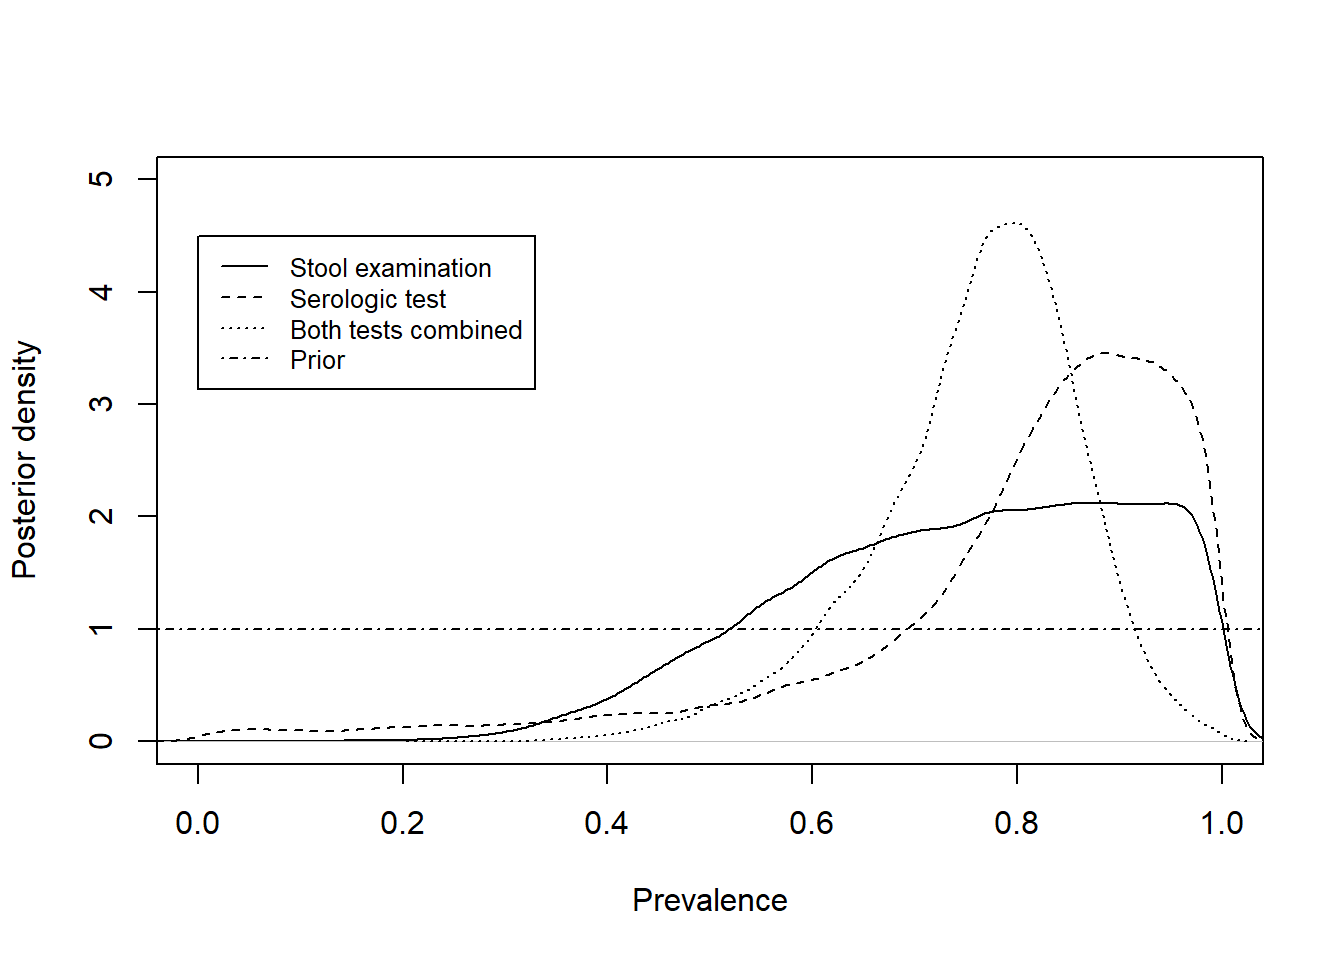 5
4
3
2
1
0
Posterior density
Stool examination
Serologic test
Both tests combined
Prior
0.0 0.2 0.4 0.6 0.8 1.0
Prevalence